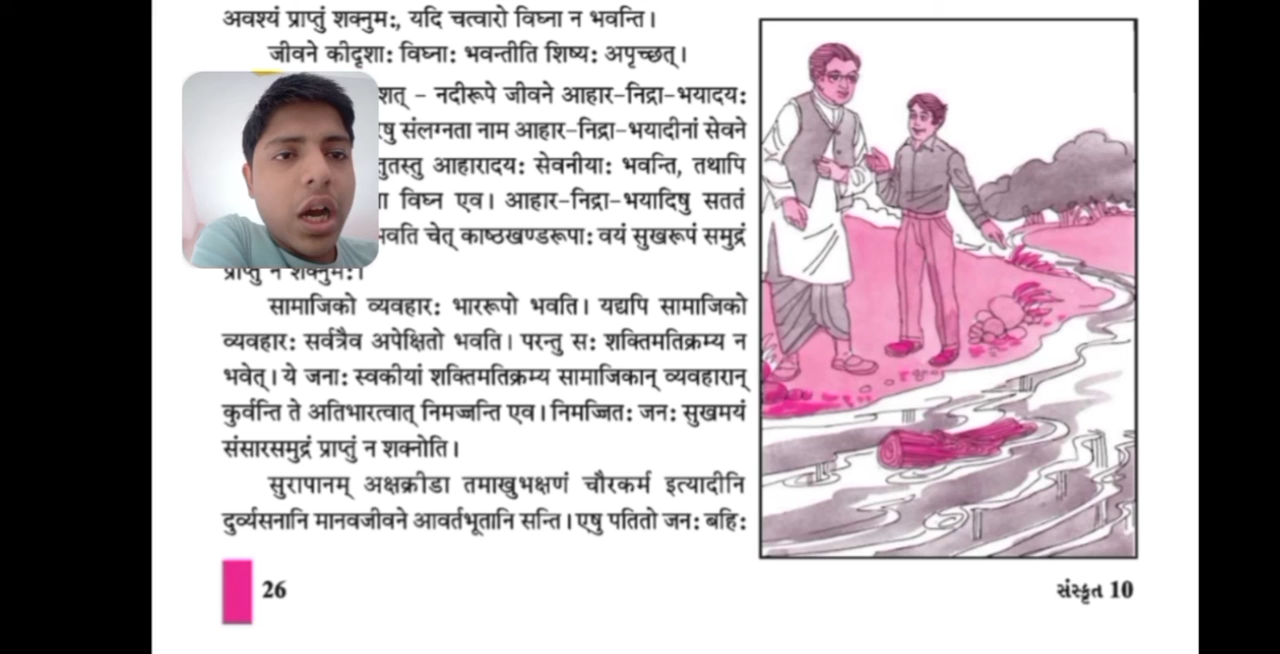 अवश्यं प्राप्तुं शक्नुमः, यदि चत्वारो विघ्ना न भवन्ति।
जीवने कीदृशाः विघ्नाः भवन्तीति शिष्यः अपृच्छत्।
शत् - नदीरूपे जीवने आहार-निद्रा-भयादयः
षु संलग्नता नाम आहार-निद्रा-भयादीनां सेवने
तुतस्तु आहारादयः सेवनीयाः भवन्ति, तथापि
विघ्न एव। आहार-निद्रा-भयादिषु सततं
भवति चेत् काष्ठखण्डरूपाः वयं सुखरूपं समुद्रं
प्राप्तुं न शक्नुमः।
सामाजिको व्यवहारः भाररूपो भवति। यद्यपि सामाजिको
व्यवहारः सर्वत्रैव अपेक्षितो भवति। परन्तु सः शक्तिमतिक्रम्य न
भवेत्। ये जनाः स्वकीयां शक्तिमतिक्रम्य सामाजिकान् व्यवहारान्
कुर्वन्ति ते अतिभारत्वात् निमज्जन्ति एव। निमज्जितः जनः सुखमयं
संसारसमुद्रं प्राप्तुं न शक्नोति।
सुरापानम् अक्षक्रीडा तमाखुभक्षणं चौरकर्म इत्यादीनि
दुर्व्यसनानि मानवजीवने आवर्तभूतानि सन्ति। एषु पतितो जनः बहिः
26
સંસ્કૃત 10